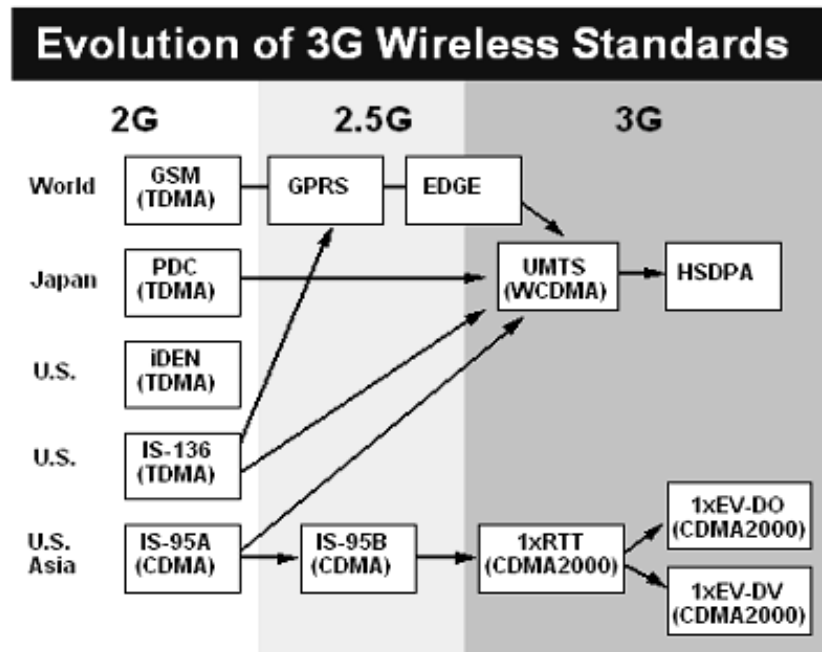 Evolution of 3G Wireless Standards
2G
2.5G
3G
World
GSM
(TDMA)
GPRS
EDGE
Japan
PDC
(TDMA)
UMTS
(WCDMA)
HSDPA
U.S.
iDEN
(TDMA)
U.S.
IS-136
(TDMA)
U.S.
Asia
IS-95A
(CDMA)
IS-95B
(CDMA)
1xRTT
(CDMA2000)
1xEV-DO
(CDMA2000)
1xEV-DV
(CDMA2000)